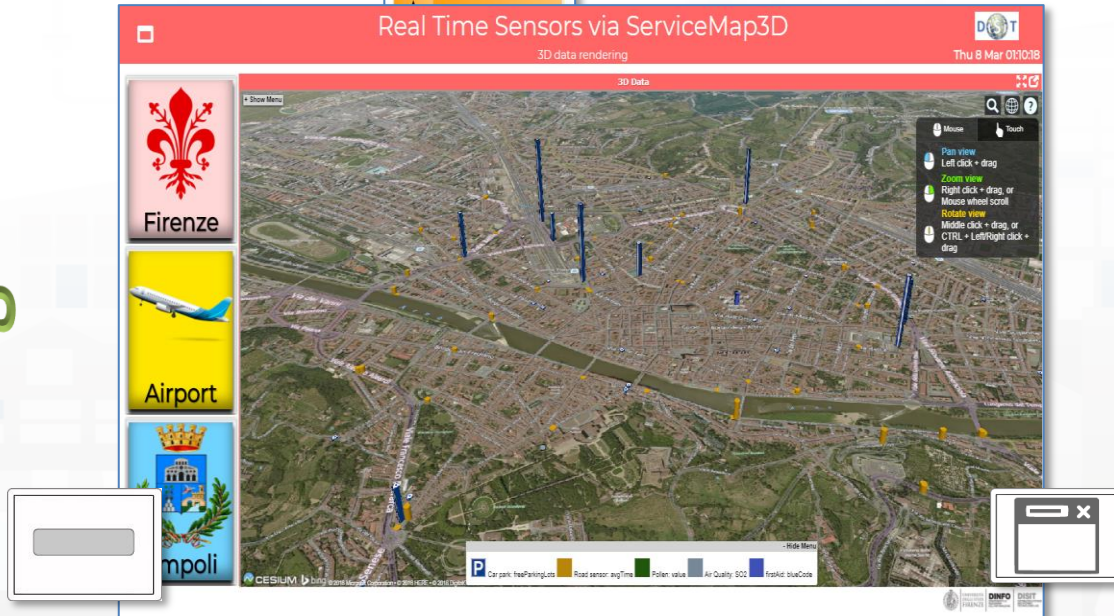 Real Time Sensors via ServiceMap3D
3D data rendering
DISIT
Thu 8 Mar 01:10:18
3D Data
+ Show Menu
Mouse
Touch
Pan view
Left click + drag
Zoom view
Right click + drag, or
Mouse wheel scroll
Rotate view
Middle click + drag, or
CTRL + Left/Right click +
drag
Firenze
Airport
mpoli
- Hide Menu
P Car park: freeParkingLots Road sensor: avgTime Pollen: value Air Quality: SO2 firstAid: blueCode
CESIUM bing
DINFO DISIT